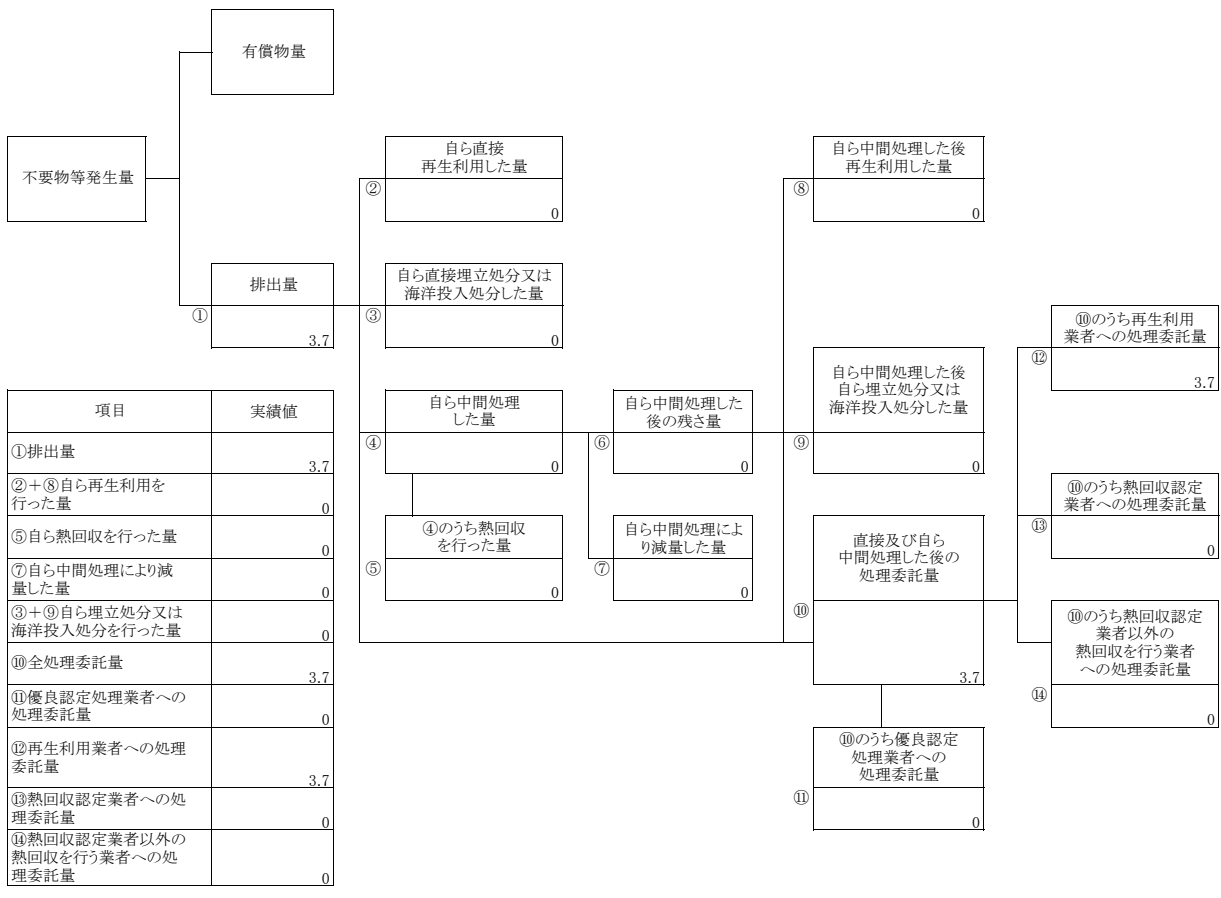 有償物量
不要物等発生量
自ら直接
再生利用した量
②
0
自ら中間処理した後
再生利用した量
⑧
0
排出量
①
3.7
自ら直接埋立処分又は
海洋投入処分した量
③
0
⑩のうち再生利用
業者への処理委託量
⑫
3.7
自ら中間処理
した量
④
0
自ら中間処理した
後の残さ量
⑥
0
自ら中間処理した後
自ら埋立処分又は
海洋投入処分した量
⑨
0
⑩のうち熱回収認定
業者への処理委託量
⑬
0
④のうち熱回収
を行った量
⑤
0
自ら中間処理によ
り減量した量
⑦
0
直接及び自ら
中間処理した後の
処理委託量
⑩
3.7
⑩のうち熱回収認定
業者以外の
熱回収を行う業者
への処理委託量
⑭
0
⑩のうち優良認定
処理業者への
処理委託量
⑪
0
項目 実績値
①排出量
3.7
②＋⑧自ら再生利用を
行った量
0
⑤自ら熱回収を行った量
0
⑦自ら中間処理により減
量した量
0
③＋⑨自ら埋立処分又は
海洋投入処分を行った量
0
⑩全処理委託量
3.7
⑪優良認定処理業者への
処理委託量
0
⑫再生利用業者への処理
委託量
3.7
⑬熱回収認定業者への処
理委託量
0
⑭熱回収認定業者以外の
熱回収を行う業者への処
理委託量
0